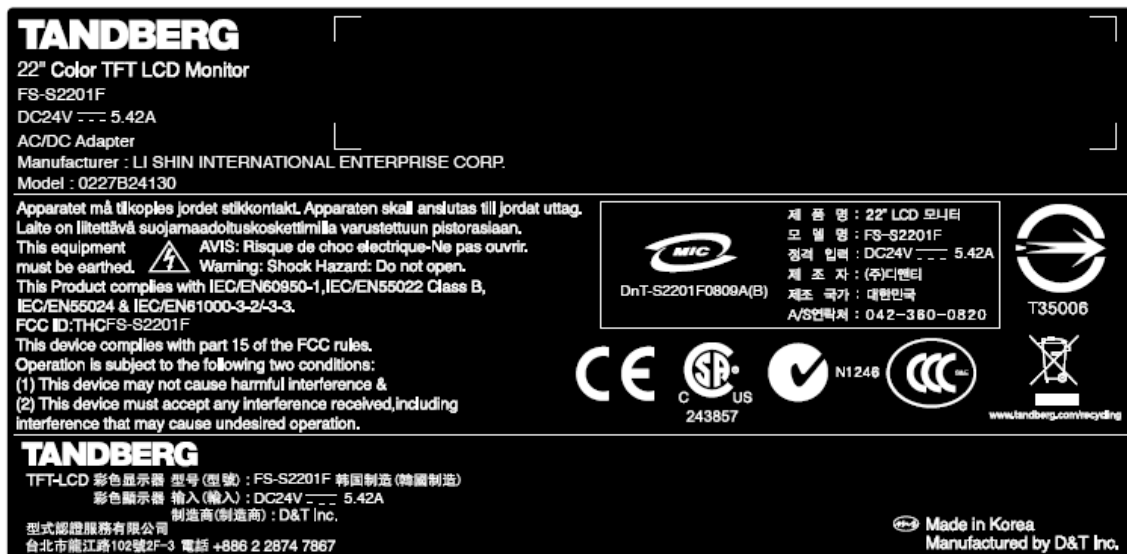 TANDBERG
22" Color TFT LCD Monitor
FS-S2201F
DC24V 5.42A
AC/DC Adapter
Manufacturer : LI SHIN INTERNATIONAL ENTERPRISE CORP.
Model : 0227B24130
Apparatet må tilkoples jordet stikkontakt. Apparaten skall anslutas till jordat uttag.
Laite on liitettävä suojamaadoituskoskettimilla varustettuun pistorasiaan.
This equipment must be earthed.
AVIS: Risque de choc electrique-Ne pas ouvrir.
Warning: Shock Hazard: Do not open.
This Product complies with IEC/EN60950-1,IEC/EN55022 Class B,
IEC/EN55024 & IEC/EN61000-3-2/-3-3.
FCC ID:THCFS-S2201F
This device complies with part 15 of the FCC rules.
Operation is subject to the following two conditions:
(1) This device may not cause harmful interference &
(2) This device must accept any interference received,including
interference that may cause undesired operation.
MIC
DnT-S2201F0809A(B)
제 품 명 : 22" LCD 모니터
모 델 명 : FS-S2201F
정격 입력 : DC24V 5.42A
제 조 자 : (주)디앤티
제조 국가 : 대한민국
A/S연락처 : 042-360-0820
T35006
CE
SA
C US
243857
N1246
CCC
www.tandberg.com/recycling
TANDBERG
TFT-LCD 彩色显示器 型号(型號) : FS-S2201F 韩国制造(韓國制造)
彩色顯示器 输入(輸入) : DC24V 5.42A
制造商(制造商) : D&T Inc.
型式認證服務有限公司
台北市龍江路102號2F-3 電話 +886 2 2874 7867
Made in Korea
Manufactured by D&T Inc.